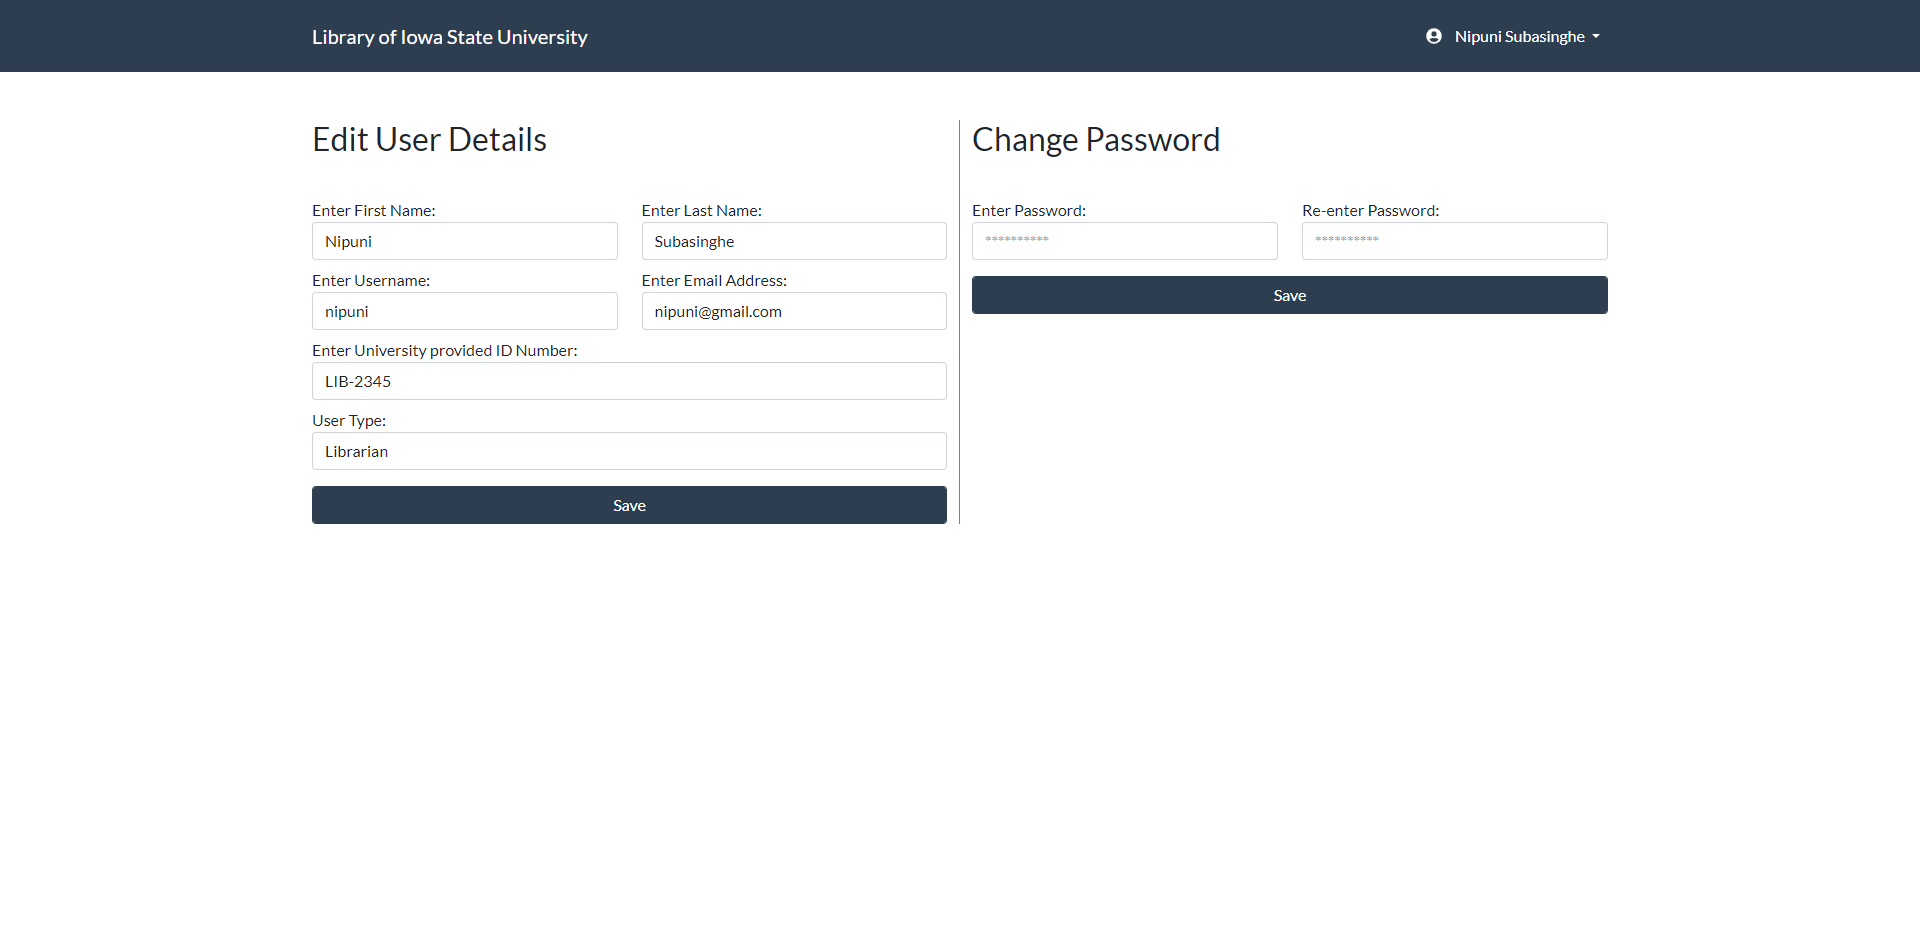 Library of Iowa State University
Nipuni Subasinghe
Edit User Details
Enter First Name:
Enter Last Name:
Nipuni
Subasinghe
Enter Username:
Enter Email Address:
nipuni
nipuni@gmail.com
Enter University provided ID Number:
LIB-2345
User Type:
Librarian
Save
Change Password
Enter Password:
Re-enter Password:
**********
**********
Save